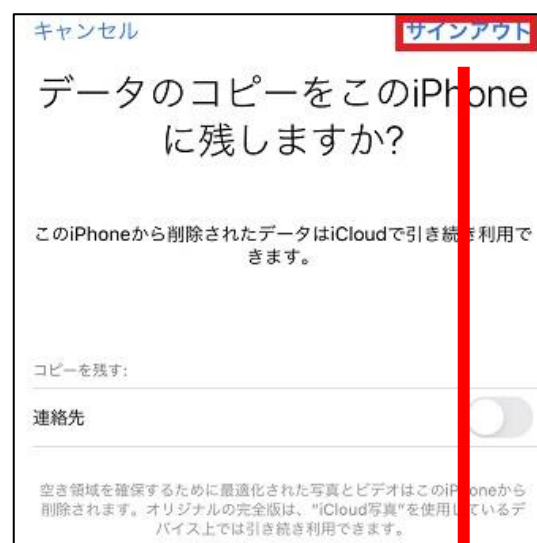 キャンセル サインアウト
データのコピーをこのiPhone
に残しますか?
このiPhoneから削除されたデータはiCloudで引き続き利用で
きます。
コピーを残す:
連絡先
空き領域を確保するために最適化された写真とビデオはこのiPhoneから
削除されます。オリジナルの完全版は、"iCloud写真"を使用しているデ
バイス上では引き続き利用できます。